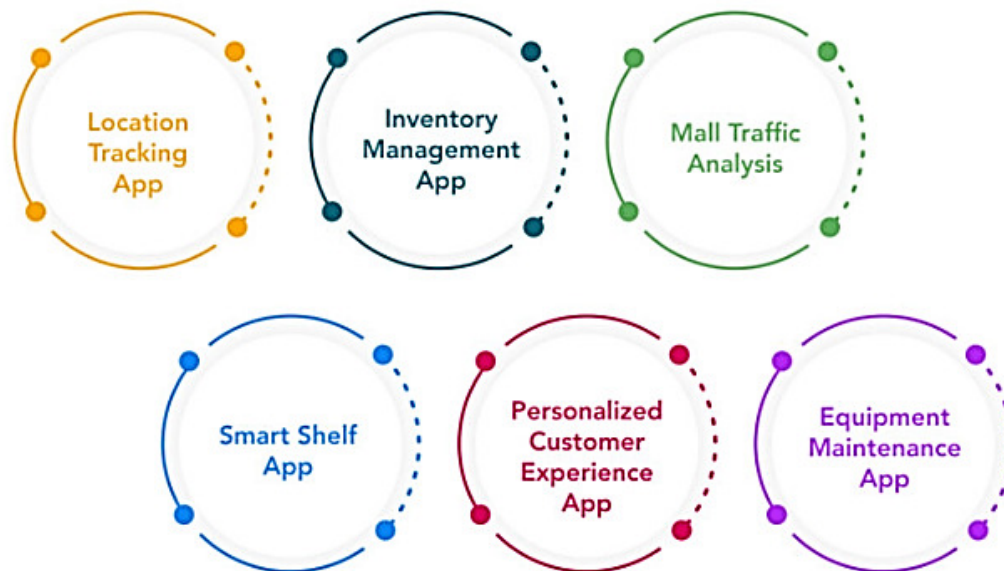 Location
Tracking
App
Inventory
Management
App
Mall Traffic
Analysis
Smart Shelf
App
Personalized
Customer
Experience
App
Equipment
Maintenance
App